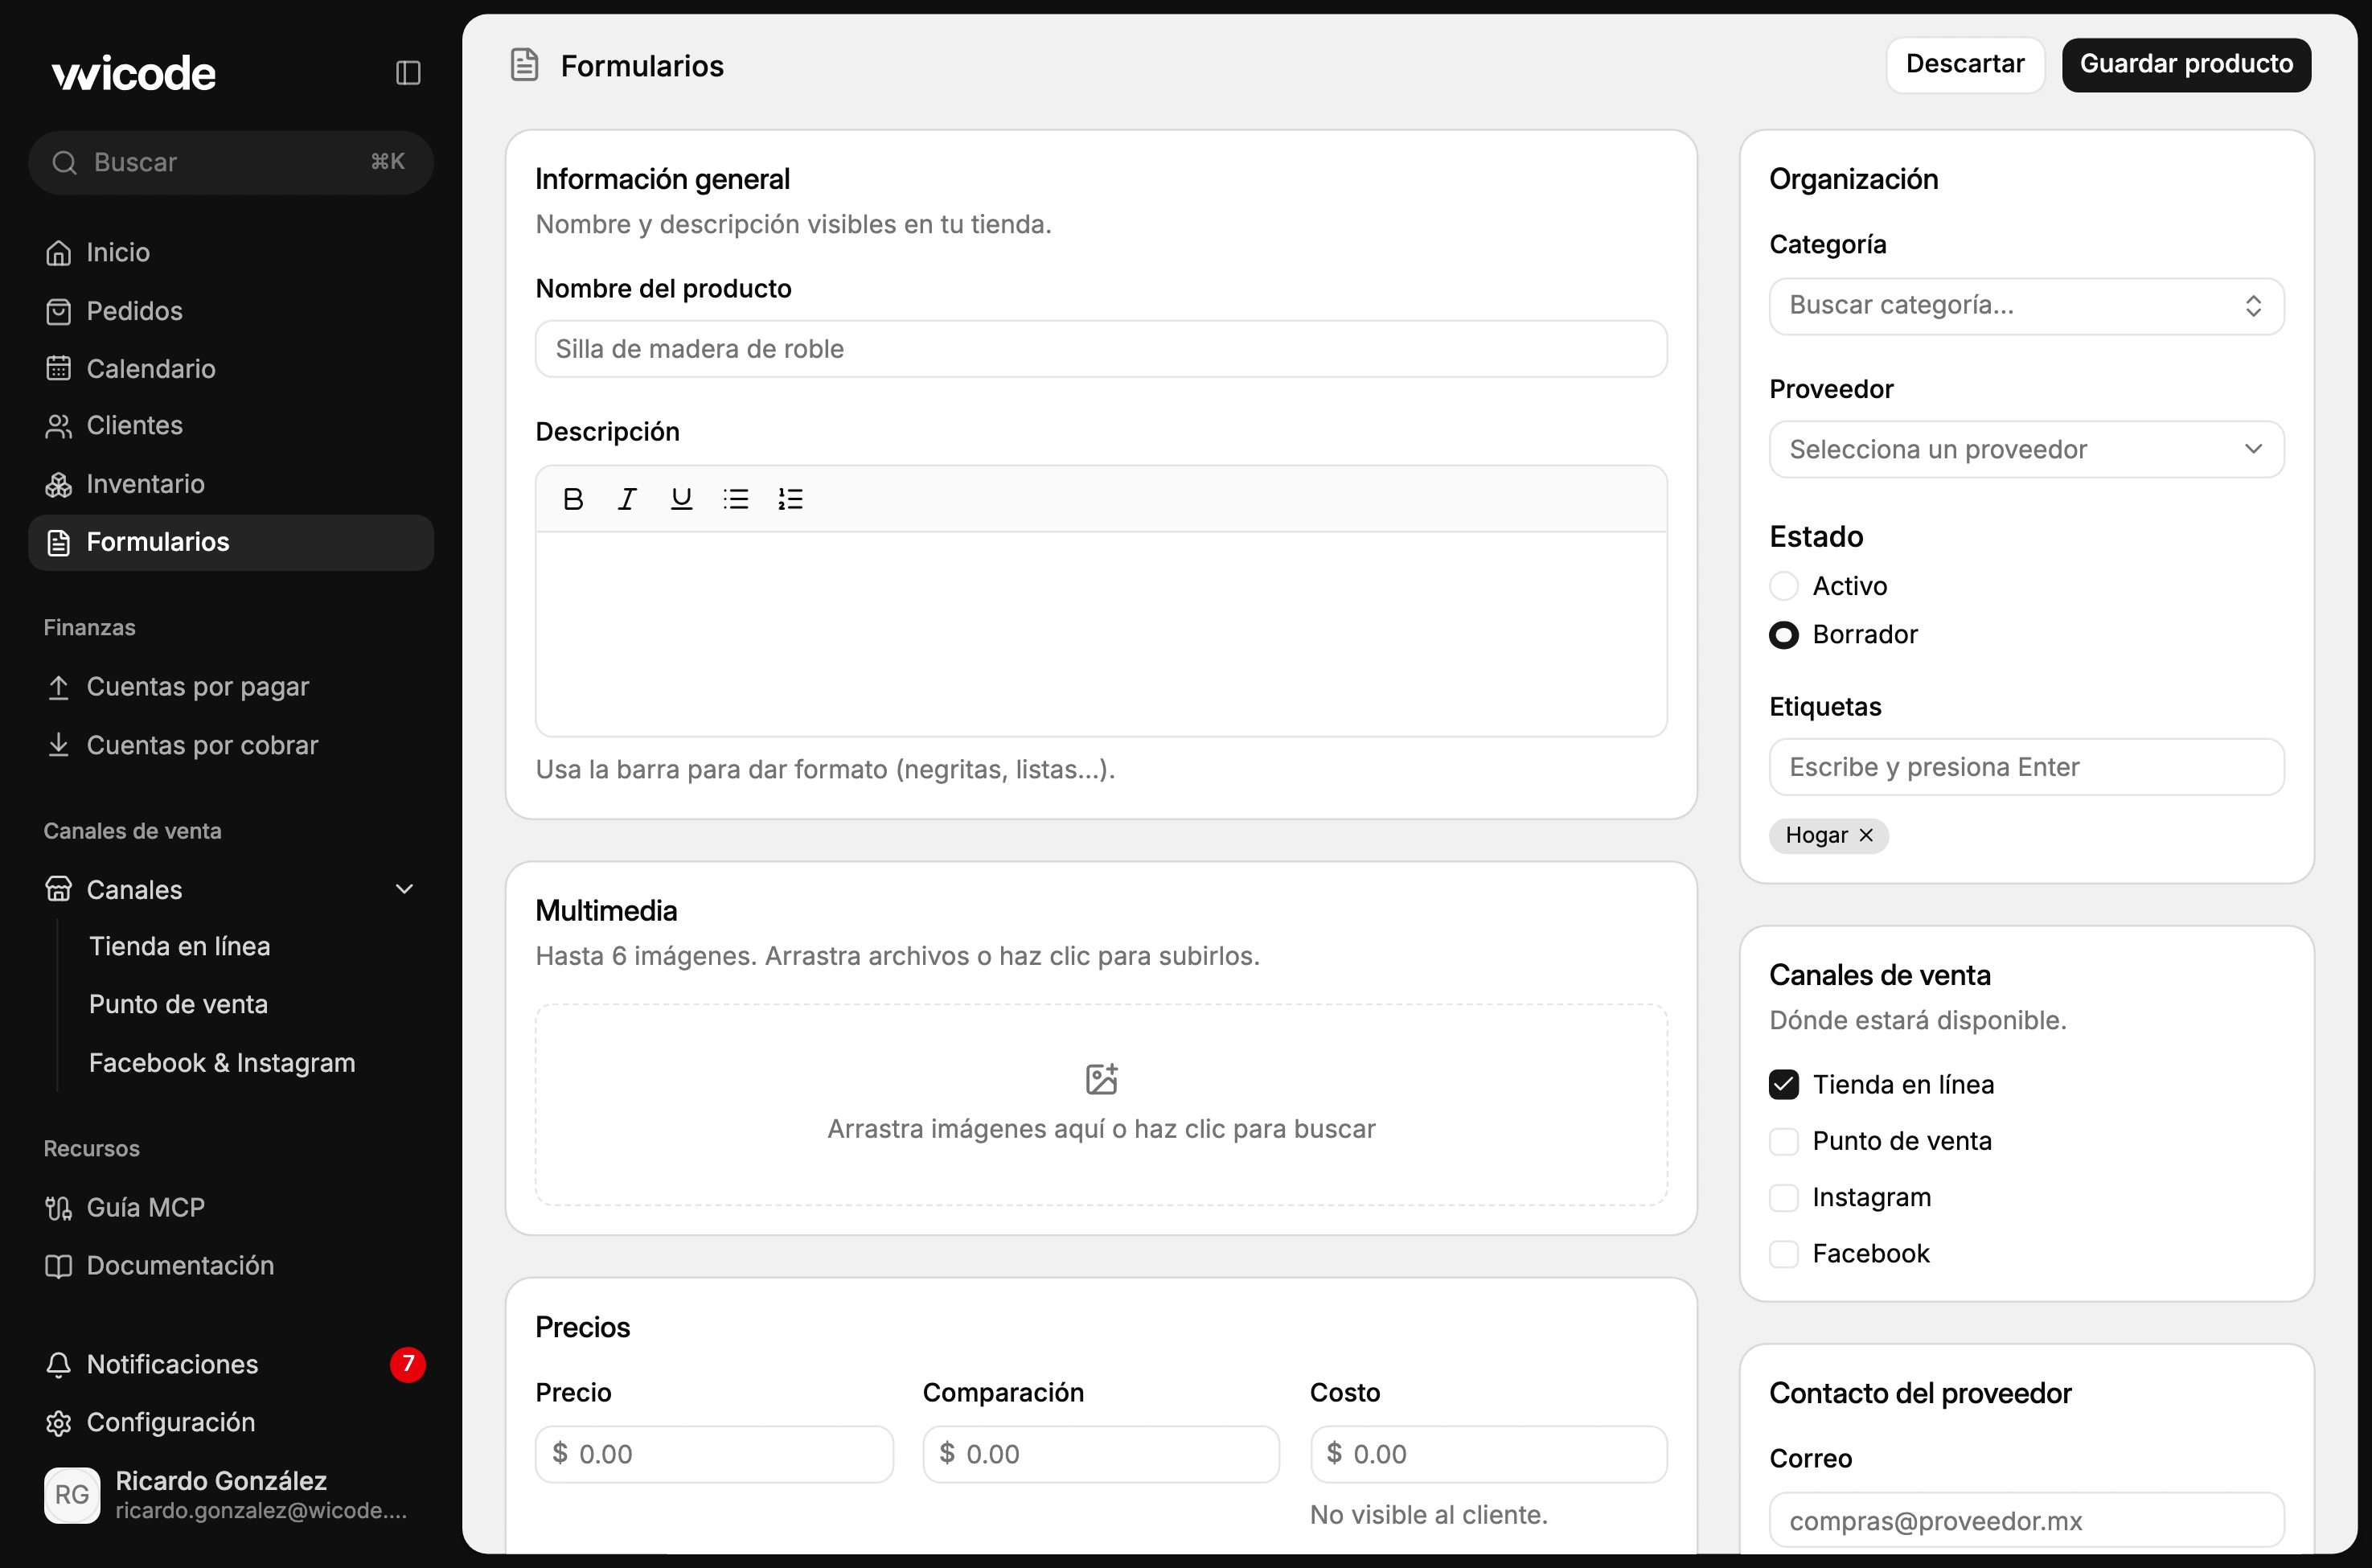 wicode
Buscar ⌘K
Inicio
Pedidos
Calendario
Clientes
Inventario
Formularios
Finanzas
Cuentas por pagar
Cuentas por cobrar
Canales de venta
Canales
Tienda en línea
Punto de venta
Facebook & Instagram
Recursos
Guía MCP
Documentación
Notificaciones 7
Configuración
RG
Ricardo González
ricardo.gonzalez@wicode....
Formularios
Descartar
Guardar producto
Información general
Nombre y descripción visibles en tu tienda.
Nombre del producto
Silla de madera de roble
Descripción
B I U
Usa la barra para dar formato (negritas, listas...).
Multimedia
Hasta 6 imágenes. Arrastra archivos o haz clic para subirlos.
Arrastra imágenes aquí o haz clic para buscar
Precios
Precio Comparación Costo
$ 0.00 $ 0.00 $ 0.00
No visible al cliente.
Organización
Categoría
Buscar categoría...
Proveedor
Selecciona un proveedor
Estado
Activo
Borrador
Etiquetas
Escribe y presiona Enter
Hogar ×
Canales de venta
Dónde estará disponible.
Tienda en línea
Punto de venta
Instagram
Facebook
Contacto del proveedor
Correo
compras@proveedor.mx